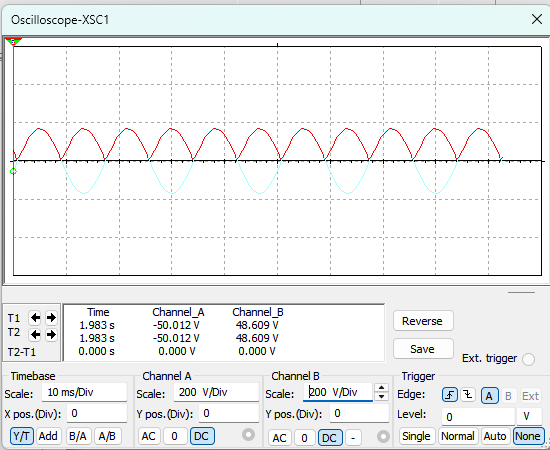 Oscilloscope-XSC1
T1
T2
T2-T1
Time Channel_A Channel_B
1.983 s -50.012 V 48.609 V
1.983 s -50.012 V 48.609 V
0.000 s 0.000 V 0.000 V
Reverse
Save
Ext. trigger
Timebase
Scale: 10 ms/Div
X pos.(Div): 0
Y/T Add B/A A/B
Channel A
Scale: 200 V/Div
Y pos.(Div): 0
AC 0 DC
Channel B
Scale: 200 V/Div
Y pos.(Div): 0
AC 0 DC -
Trigger
Edge: A B Ext
Level: 0 V
Single Normal Auto None